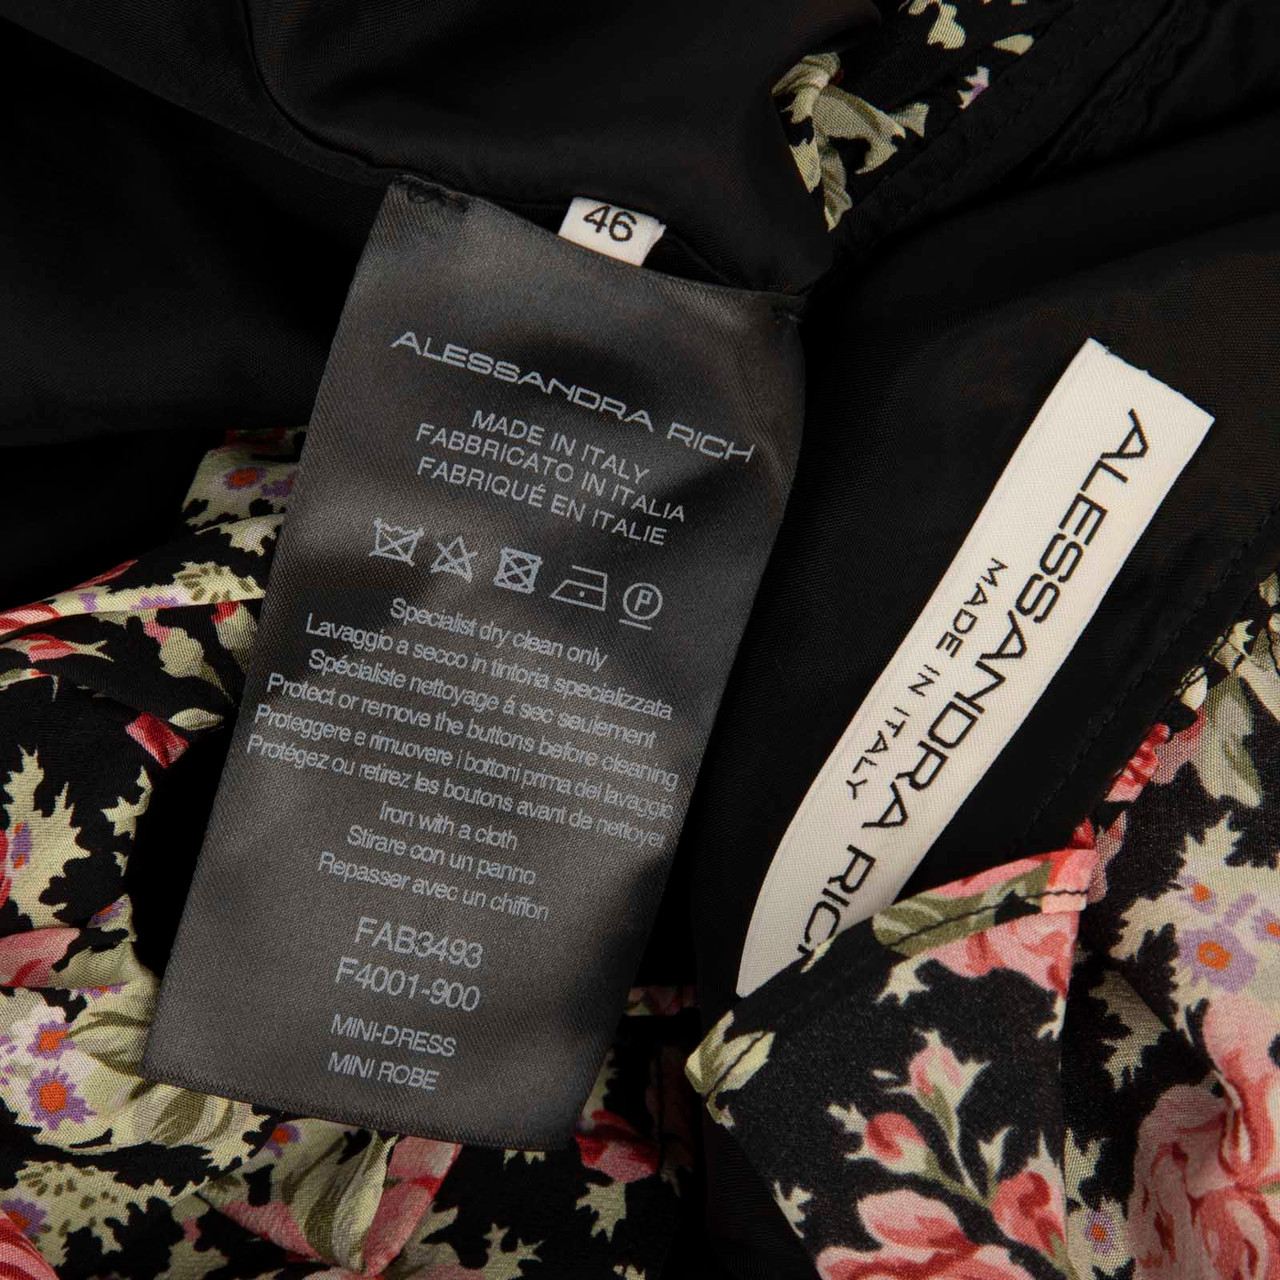 46
ALESSANDRA RICH
MADE IN ITALY
FABBRICATO IN ITALIA
FABRIQUÉ EN ITALIE
P
Specialist dry clean only
Lavaggio a secco in tintoria specializzata
Spécialiste nettoyage á sec seulement
Protect or remove the buttons before cleaning
Proteggere e rimuovere i bottoni prima del lavaggio
Protégez ou retirez les boutons avant de nettoyer
Iron with a cloth
Stirare con un panno
Repasser avec un chiffon
FAB3493
F4001-900
MINI-DRESS
MINI ROBE
ALESSANDRA RICH
MADE IN ITALY